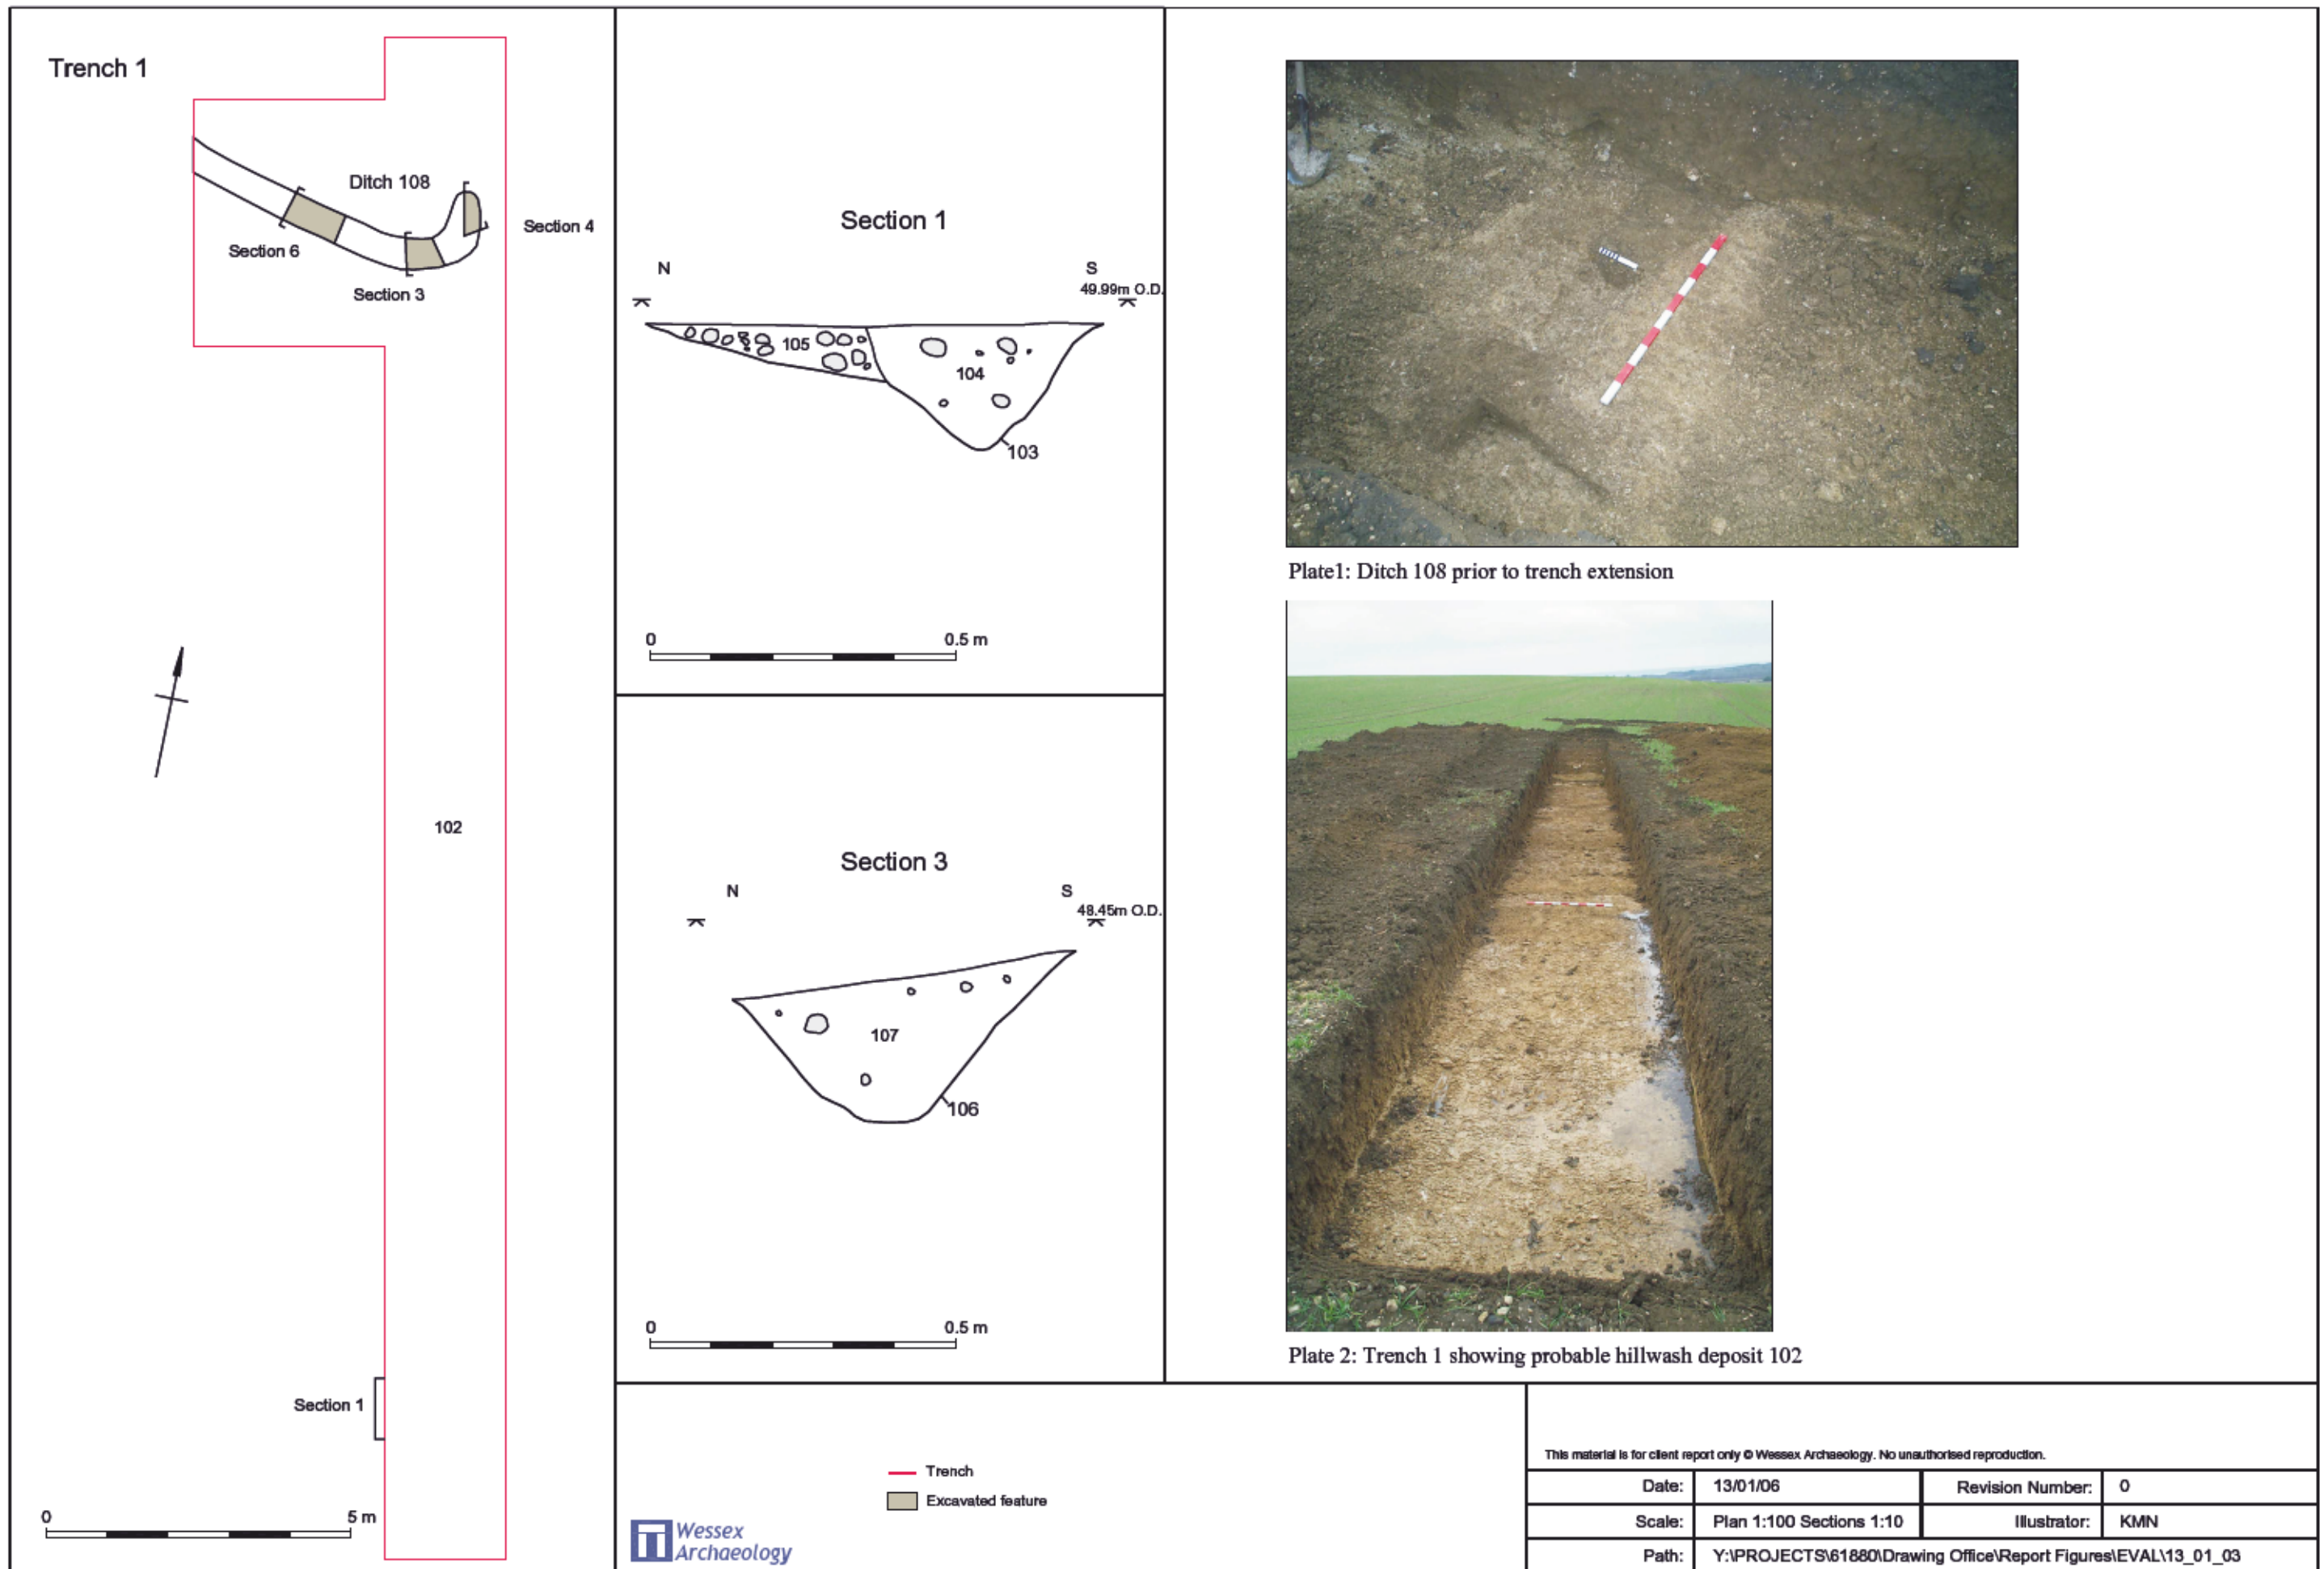 Trench 1
Ditch 108
Section 4
Section 6
Section 3
102
Section 1
0 5 m
Section 1
N S
49.99m O.D.
105
104
103
0 0.5 m
Section 3
N S
48.45m O.D.
107
106
0 0.5 m
Plate1: Ditch 108 prior to trench extension
Plate 2: Trench 1 showing probable hillwash deposit 102
Trench
Excavated feature
Wessex
Archaeology
This material is for client report only © Wessex Archaeology. No unauthorised reproduction.
Date: 13/01/06 Revision Number: 0
Scale: Plan 1:100 Sections 1:10 Illustrator: KMN
Path: Y:\PROJECTS\61880\Drawing Office\Report Figures\EVAL\13_01_03